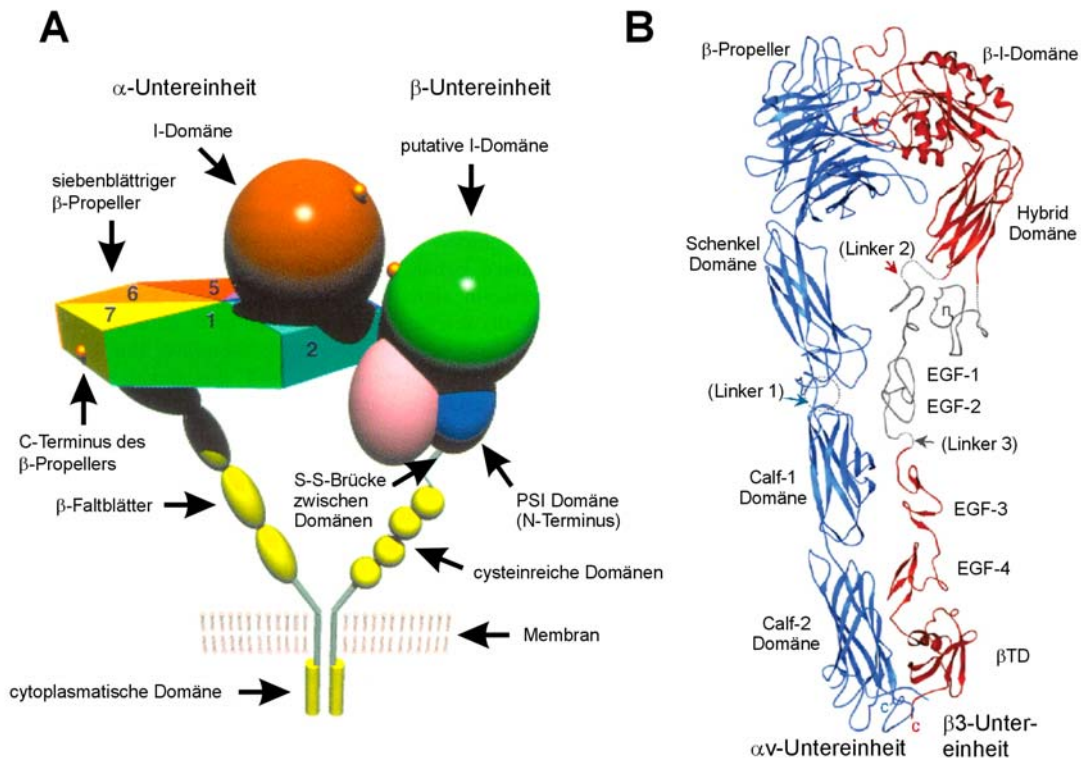 A
α-Untereinheit
β-Untereinheit
I-Domäne
putative I-Domäne
siebenblättriger
β-Propeller
5
6
7
1
2
C-Terminus des
β-Propellers
β-Faltblätter
S-S-Brücke
zwischen
Domänen
PSI Domäne
(N-Terminus)
cysteinreiche Domänen
Membran
cytoplasmatische Domäne
B
β-Propeller
β-I-Domäne
Schenkel
Domäne
(Linker 2)
Hybrid
Domäne
(Linker 1)
EGF-1
EGF-2
(Linker 3)
Calf-1
Domäne
EGF-3
EGF-4
Calf-2
Domäne
βTD
c
c
αv-Untereinheit
β3-Unter-
einheit